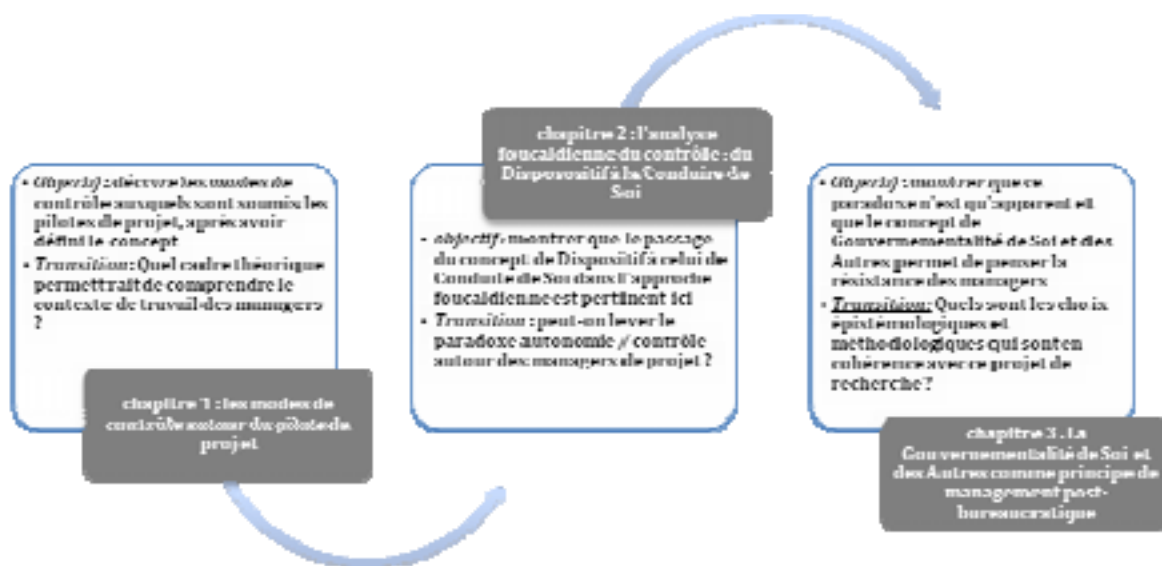 • Objectif : décrire les modes de
contrôle auxquels sont soumis les
pilotes de projet, après avoir
défini le concept
• Transition : Quel cadre théorique
permettrait de comprendre le
contexte de travail des managers
?
chapitre 1 : les modes de
contrôle autour du pilote de
projet
chapitre 2 : l'analyse
foucaldienne du contrôle : du
Disposositif à la Conduire de
Soi
• objectif : montrer que le passage
du concept de Dispositif à celui de
Conduite de Soi dans l'approche
foucaldienne est pertinent ici
• Transition : peut-on lever le
paradoxe autonomie // contrôle
autour des managers de projet ?
• Objectif : montrer que ce
paradoxe n'est qu'apparent et
que le concept de
Gouvernementalité de Soi et des
Autres permet de penser la
résistance des managers
• Transition: Quels sont les choix
épistémologiques et
méthodologiques qui sont en
cohérence avec ce projet de
recherche ?
chapitre 3 . La
Gouvernementalité de Soi et
des Autres comme principe de
management post-
bureaucratique